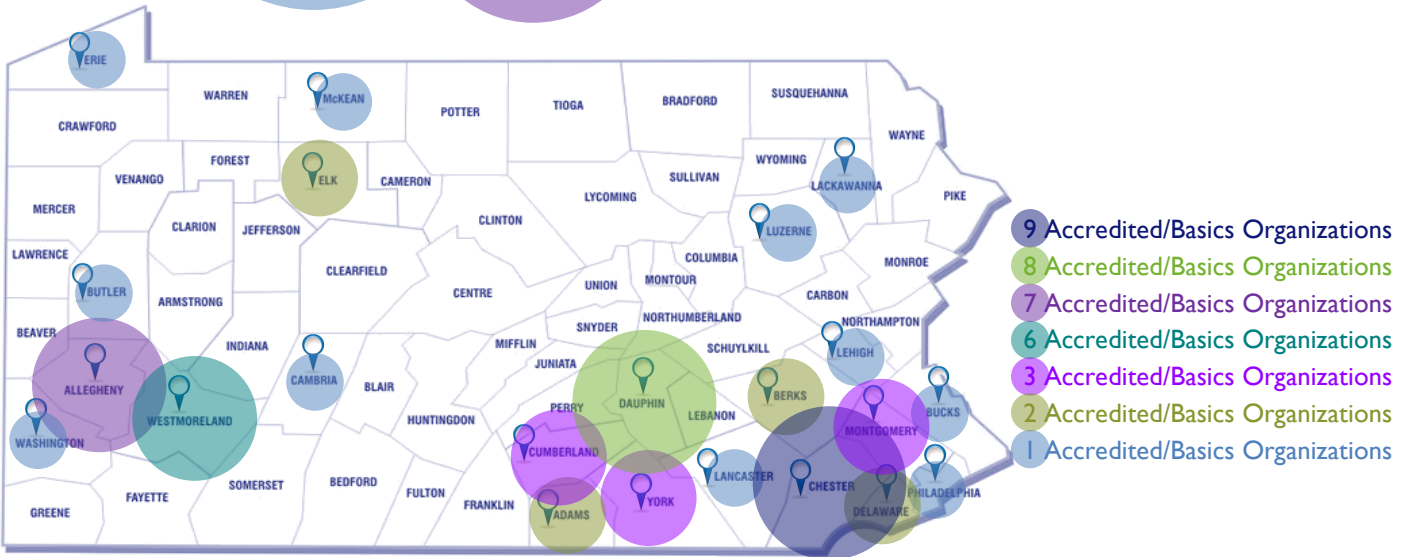 ERIE
WARREN
McKEAN
POTTER
TIOGA
BRADFORD
SUSQUEHANNA
CRAWFORD
WAYNE
FOREST
VENANGO
ELK
CAMERON
SULLIVAN
WYOMING
LACKAWANNA
PIKE
MERCER
CLARION
JEFFERSON
CLINTON
LYCOMING
LUZERNE
LAWRENCE
CLEARFIELD
COLUMBIA
MONROE
BUTLER
ARMSTRONG
CENTRE
UNION
MONTOUR
CARBON
BEAVER
INDIANA
SNYDER
NORTHUMBERLAND
NORTHAMPTON
MIFFLIN
JUNIATA
SCHUYLKILL
LEHIGH
ALLEGHENY
CAMBRIA
BLAIR
PERRY
DAUPHIN
LEBANON
BERKS
BUCKS
WESTMORELAND
HUNTINGDON
MONTGOMERY
WASHINGTON
CUMBERLAND
LANCASTER
CHESTER
PHILADELPHIA
SOMERSET
BEDFORD
FULTON
FRANKLIN
ADAMS
YORK
DELAWARE
GREENE
FAYETTE
9 Accredited/Basics Organizations
8 Accredited/Basics Organizations
7 Accredited/Basics Organizations
6 Accredited/Basics Organizations
3 Accredited/Basics Organizations
2 Accredited/Basics Organizations
1 Accredited/Basics Organizations